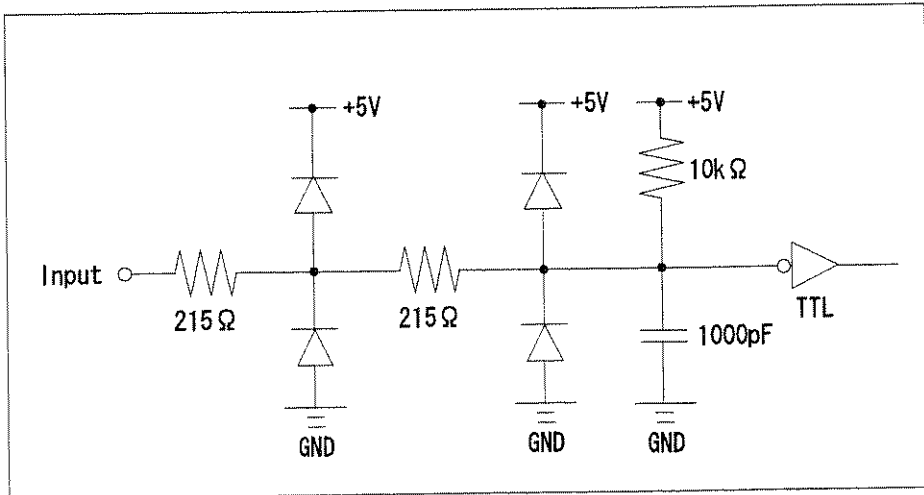 +5V
+5V
+5V
10kΩ
Input
215Ω
215Ω
TTL
1000pF
GND
GND
GND